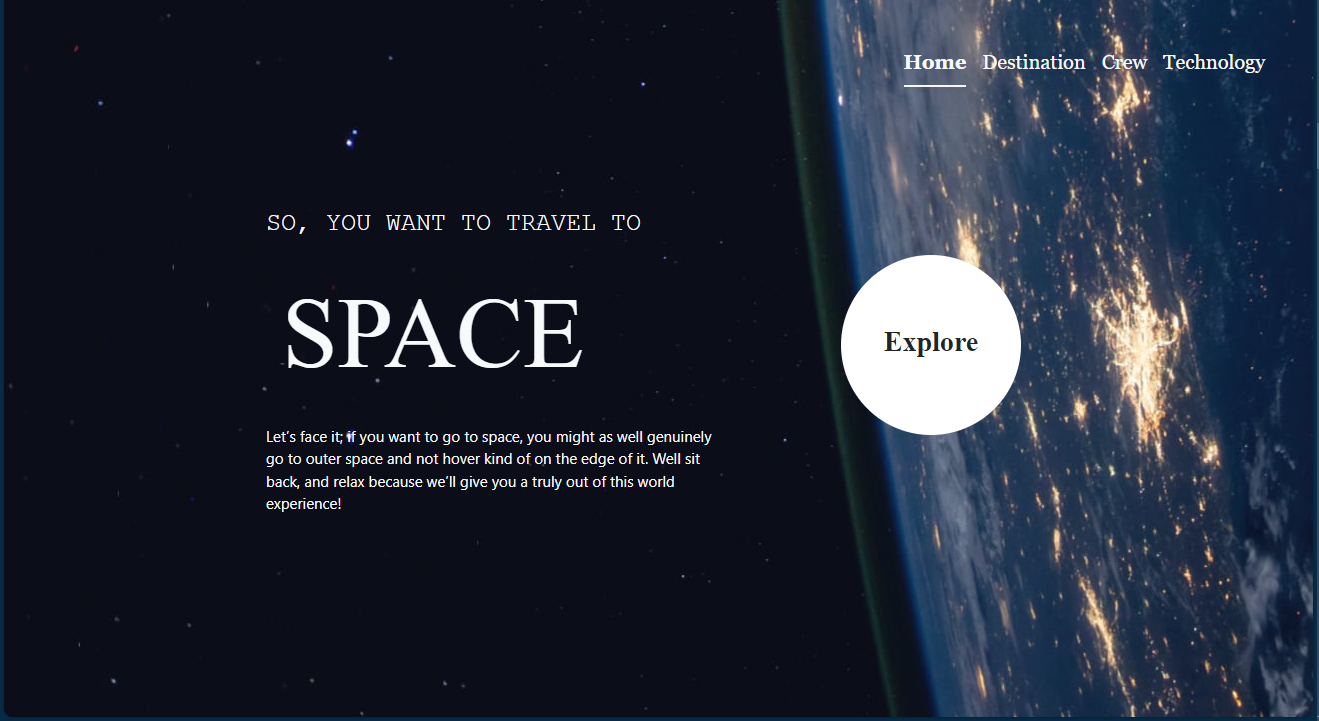 Home Destination Crew Technology
SO, YOU WANT TO TRAVEL TO
SPACE
Explore
Let's face it; if you want to go to space, you might as well genuinely
go to outer space and not hover kind of on the edge of it. Well sit
back, and relax because we'll give you a truly out of this world
experience!